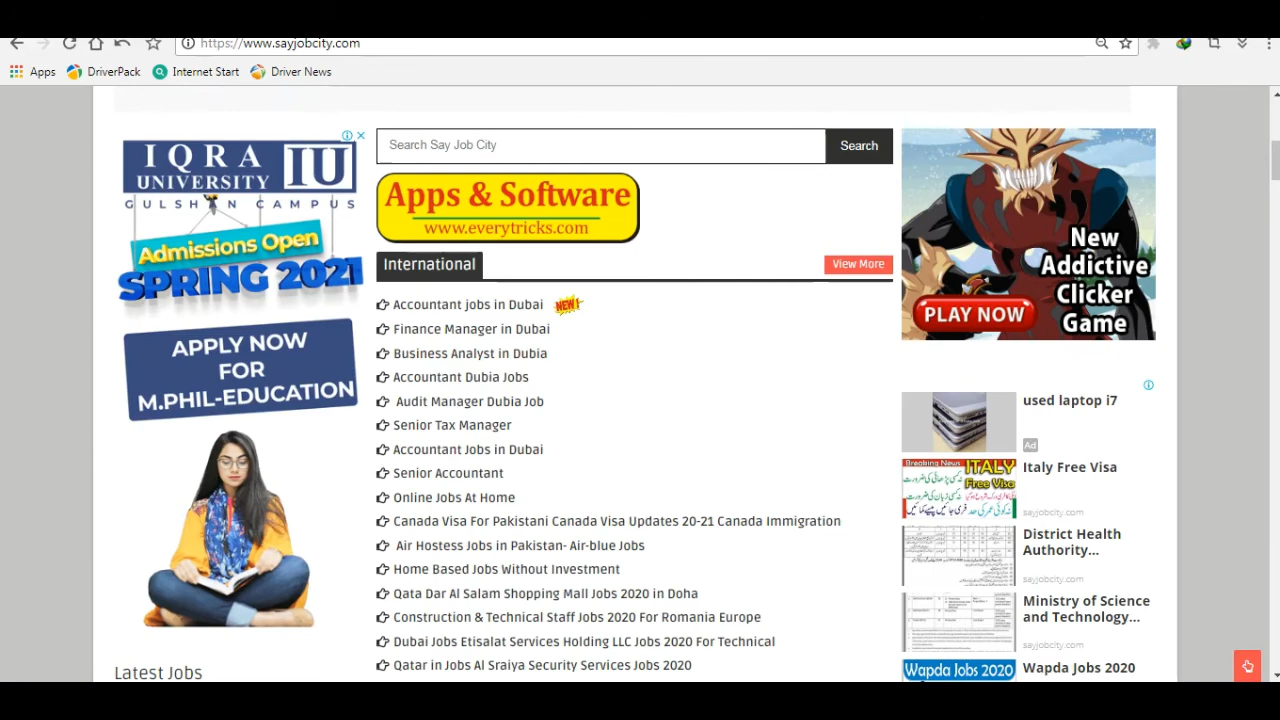 https://www.sayjobcity.com
Apps
DriverPack
Internet Start
Driver News
IQRA
UNIVERSITY
IU
GULSHAN CAMPUS
Admissions Open
SPRING 2021
APPLY NOW
FOR
M.PHIL-EDUCATION
Latest Jobs
Search Say Job City
Search
Apps & Software
www.everytricks.com
International
View More
Accountant jobs in Dubai NEW!
Finance Manager in Dubai
Business Analyst in Dubia
Accountant Dubia Jobs
Audit Manager Dubia Job
Senior Tax Manager
Accountant Jobs in Dubai
Senior Accountant
Online Jobs At Home
Canada Visa For Pakistani Canada Visa Updates 20-21 Canada Immigration
Air Hostess Jobs in Pakistan- Air-blue Jobs
Home Based Jobs Without Investment
Qata Dar Al Salam Shopping Mall Jobs 2020 in Doha
Construction & Technical Staff Jobs 2020 For Romania Europe
Dubai Jobs Etisalat Services Holding LLC Jobs 2020 For Technical
Qatar in Jobs Al Sraiya Security Services Jobs 2020
New
Addictive
Clicker
Game
PLAY NOW
used laptop i7
Ad
Breaking News
ITALY
Free Visa
Italy Free Visa
sayjobcity.com
District Health
Authority...
sayjobcity.com
Ministry of Science
and Technology...
sayjobcity.com
Wapda Jobs 2020
Wapda Jobs 2020